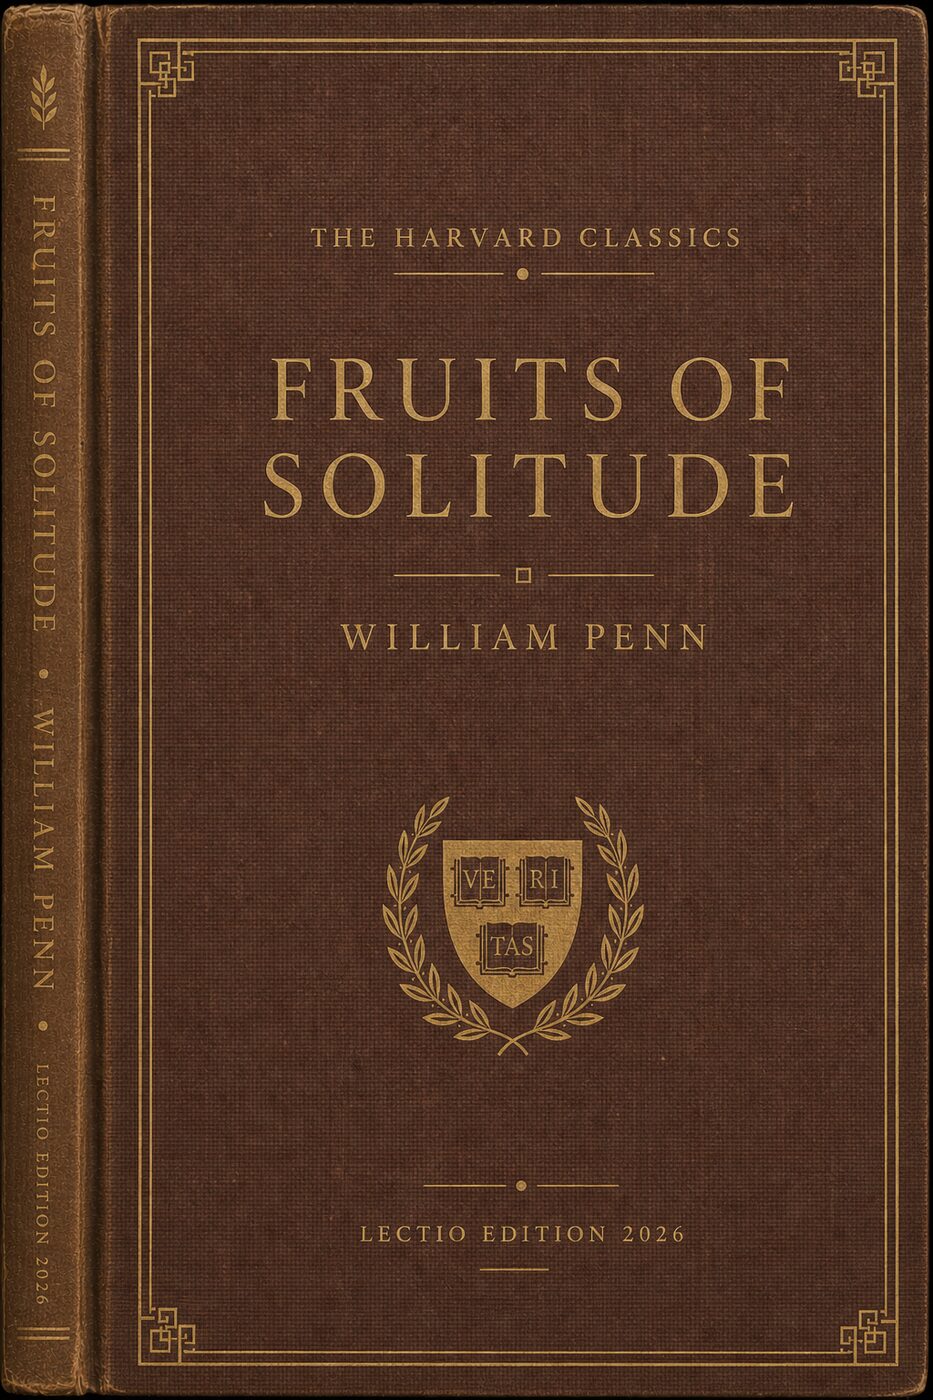 THE HARVARD CLASSICS
FRUITS OF
SOLITUDE
WILLIAM PENN
VE RI
TAS
LECTIO EDITION 2026
FRUITS OF SOLITUDE • WILLIAM PENN • LECTIO EDITION 2026